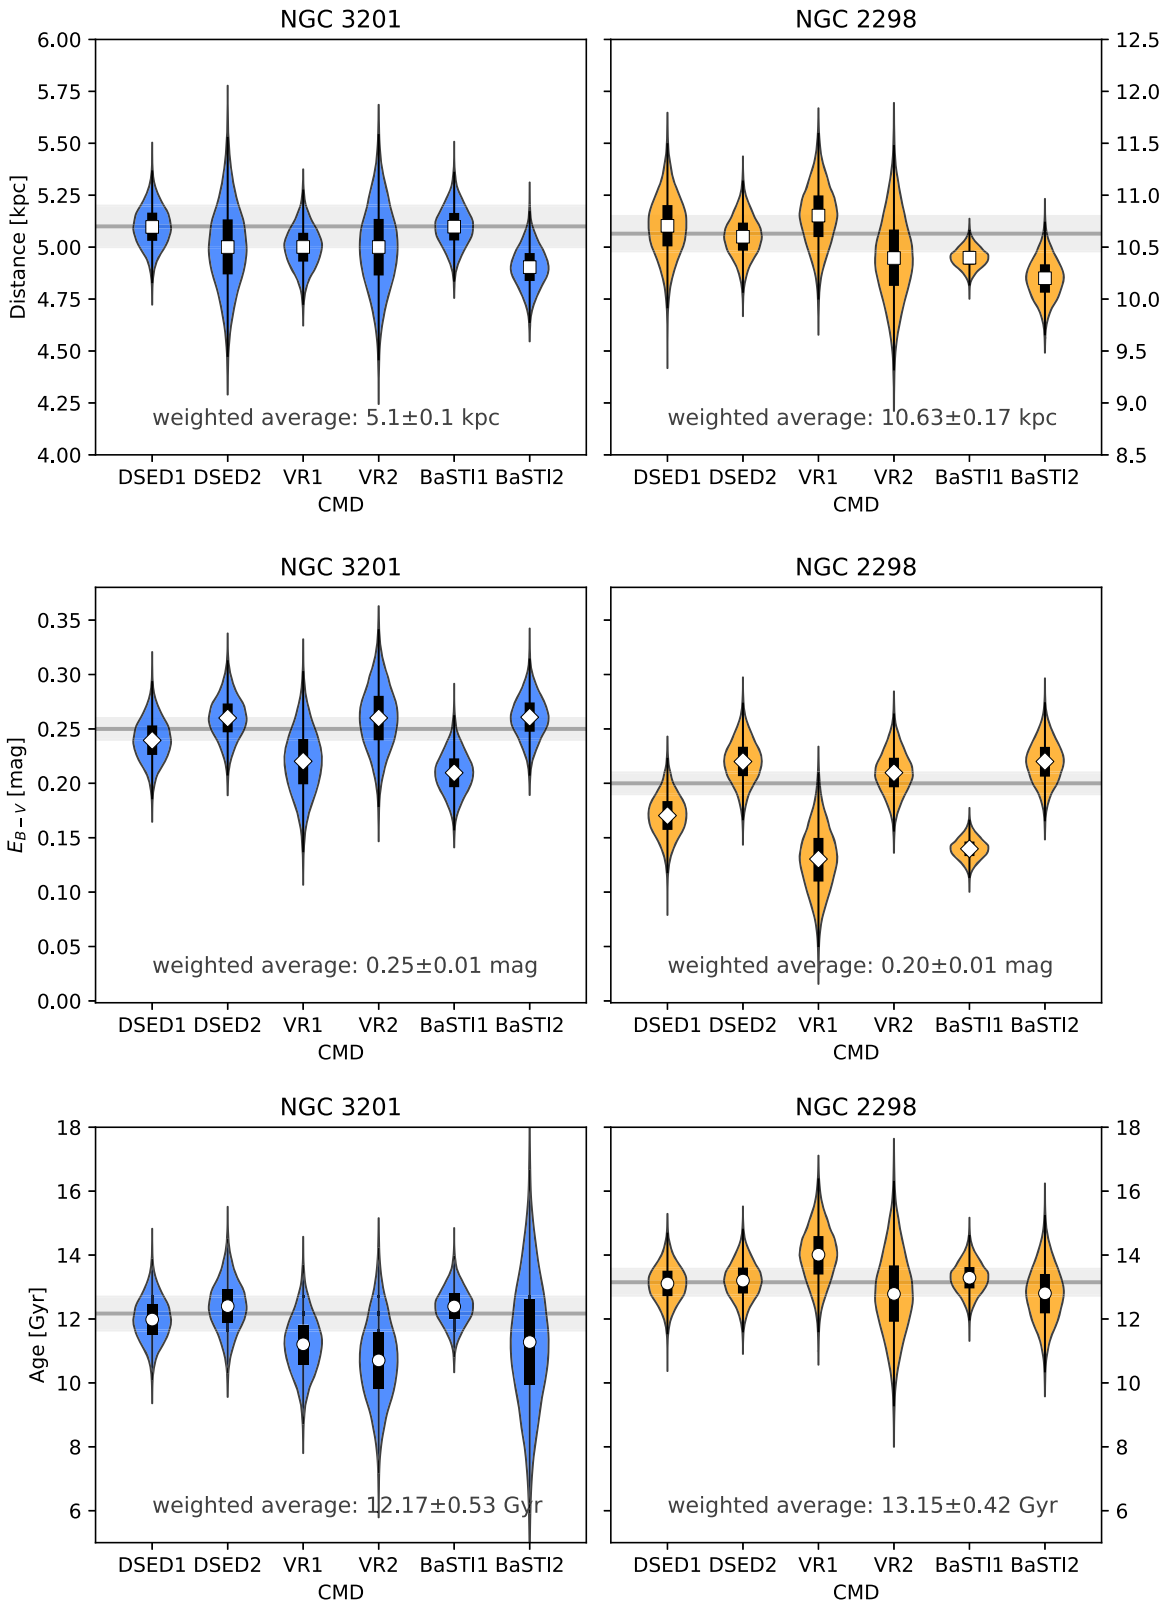 NGC 3201
NGC 2298
6.00
5.75
5.50
5.25
5.00
4.75
4.50
4.25
4.00
Distance [kpc]
12.5
12.0
11.5
11.0
10.5
10.0
9.5
9.0
8.5
weighted average: 5.1±0.1 kpc
weighted average: 10.63±0.17 kpc
DSED1 DSED2 VR1 VR2 BaSTI1 BaSTI2
DSED1 DSED2 VR1 VR2 BaSTI1 BaSTI2
CMD
CMD
NGC 3201
NGC 2298
0.35
0.30
0.25
0.20
0.15
0.10
0.05
0.00
E_{B-V} [mag]
weighted average: 0.25±0.01 mag
weighted average: 0.20±0.01 mag
DSED1 DSED2 VR1 VR2 BaSTI1 BaSTI2
DSED1 DSED2 VR1 VR2 BaSTI1 BaSTI2
CMD
CMD
NGC 3201
NGC 2298
18
16
14
12
10
8
6
Age [Gyr]
18
16
14
12
10
8
6
weighted average: 12.17±0.53 Gyr
weighted average: 13.15±0.42 Gyr
DSED1 DSED2 VR1 VR2 BaSTI1 BaSTI2
DSED1 DSED2 VR1 VR2 BaSTI1 BaSTI2
CMD
CMD